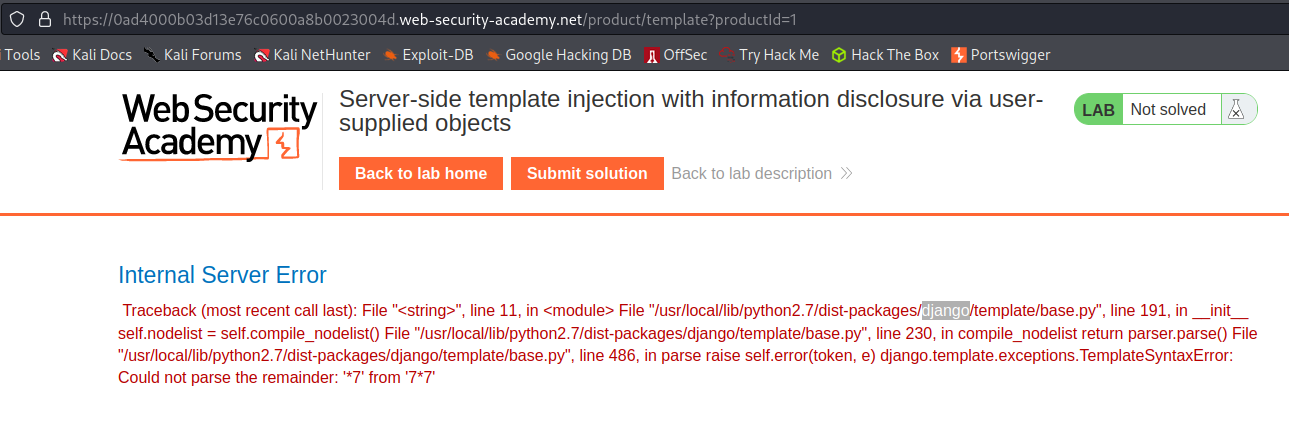 https://0ad4000b03d13e76c0600a8b0023004d.web-security-academy.net/product/template?productId=1
Tools Kali Docs Kali Forums Kali NetHunter Exploit-DB Google Hacking DB OffSec Try Hack Me Hack The Box Portswigger
Web Security Academy
Server-side template injection with information disclosure via user-
supplied objects
LAB Not solved
Back to lab home Submit solution Back to lab description
Internal Server Error
Traceback (most recent call last): File "<string>", line 11, in <module> File "/usr/local/lib/python2.7/dist-packages/django/template/base.py", line 191, in __init__
self.nodelist = self.compile_nodelist() File "/usr/local/lib/python2.7/dist-packages/django/template/base.py", line 230, in compile_nodelist return parser.parse() File
"/usr/local/lib/python2.7/dist-packages/django/template/base.py", line 486, in parse raise self.error(token, e) django.template.exceptions.TemplateSyntaxError:
Could not parse the remainder: '*7' from '7*7'